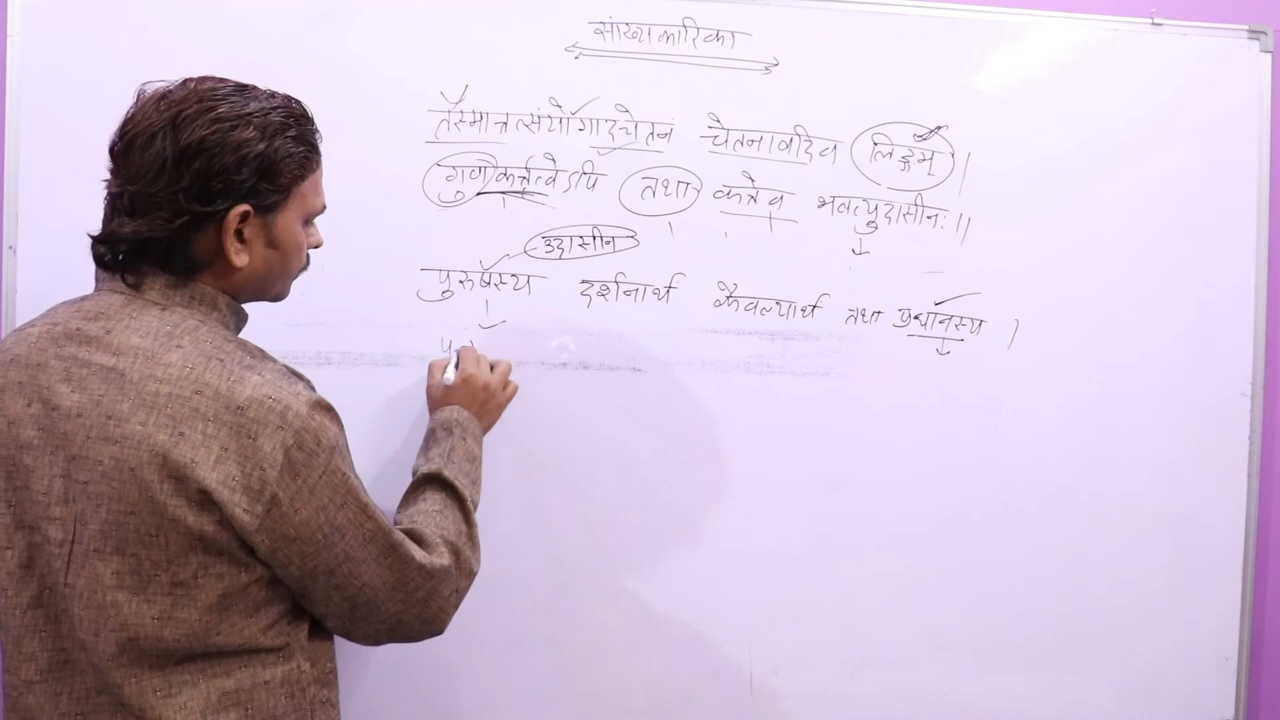 सांख्यकारिका
तस्मात्तत्संयोगादचेतनं चेतनावदिव लिङ्गम् ।
गुणकर्त्तृत्वेऽपि तथा कर्त्तेव भवत्युदासीनः ॥
उदासीन
पुरुषस्य दर्शनार्थं कैवल्यार्थं तथा प्रधानस्य ।